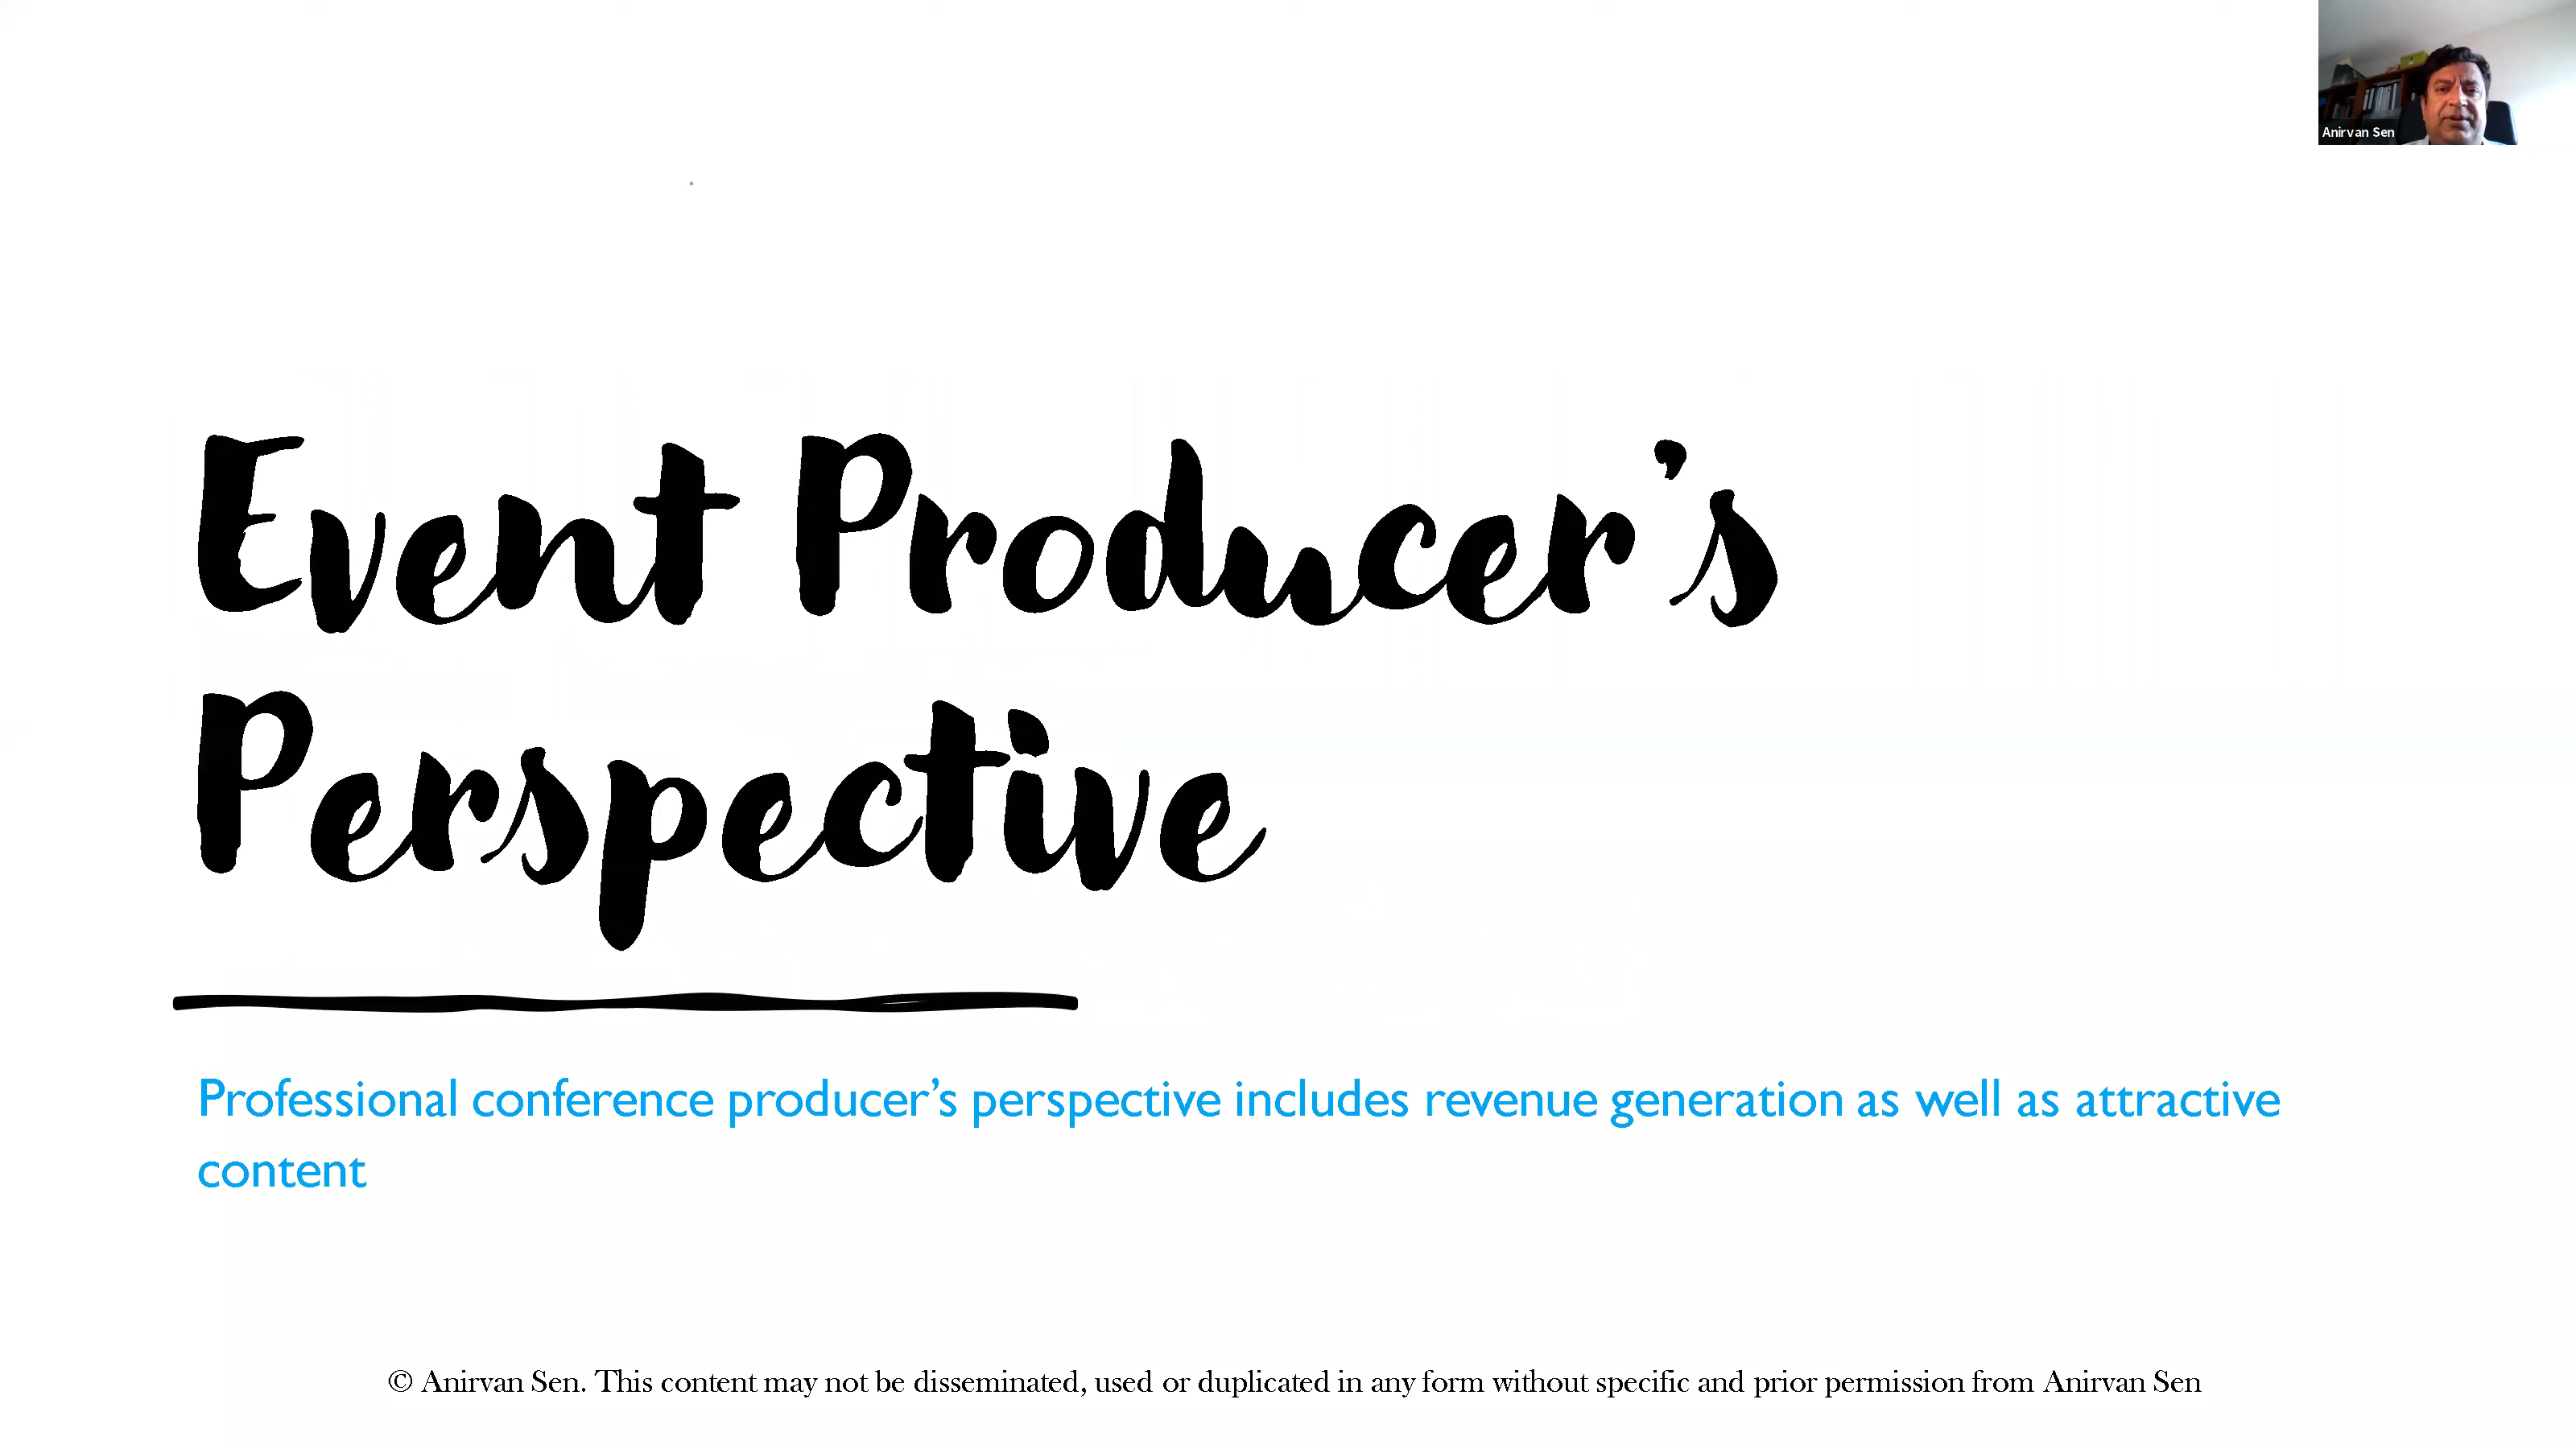 Anirvan Sen
Event Producer’s
Perspective
Professional conference producer’s perspective includes revenue generation as well as attractive
content
© Anirvan Sen. This content may not be disseminated, used or duplicated in any form without specific and prior permission from Anirvan Sen